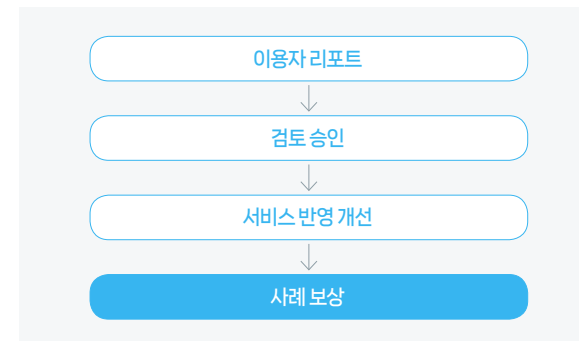 이용자 리포트
검토 승인
서비스 반영 개선
사례 보상